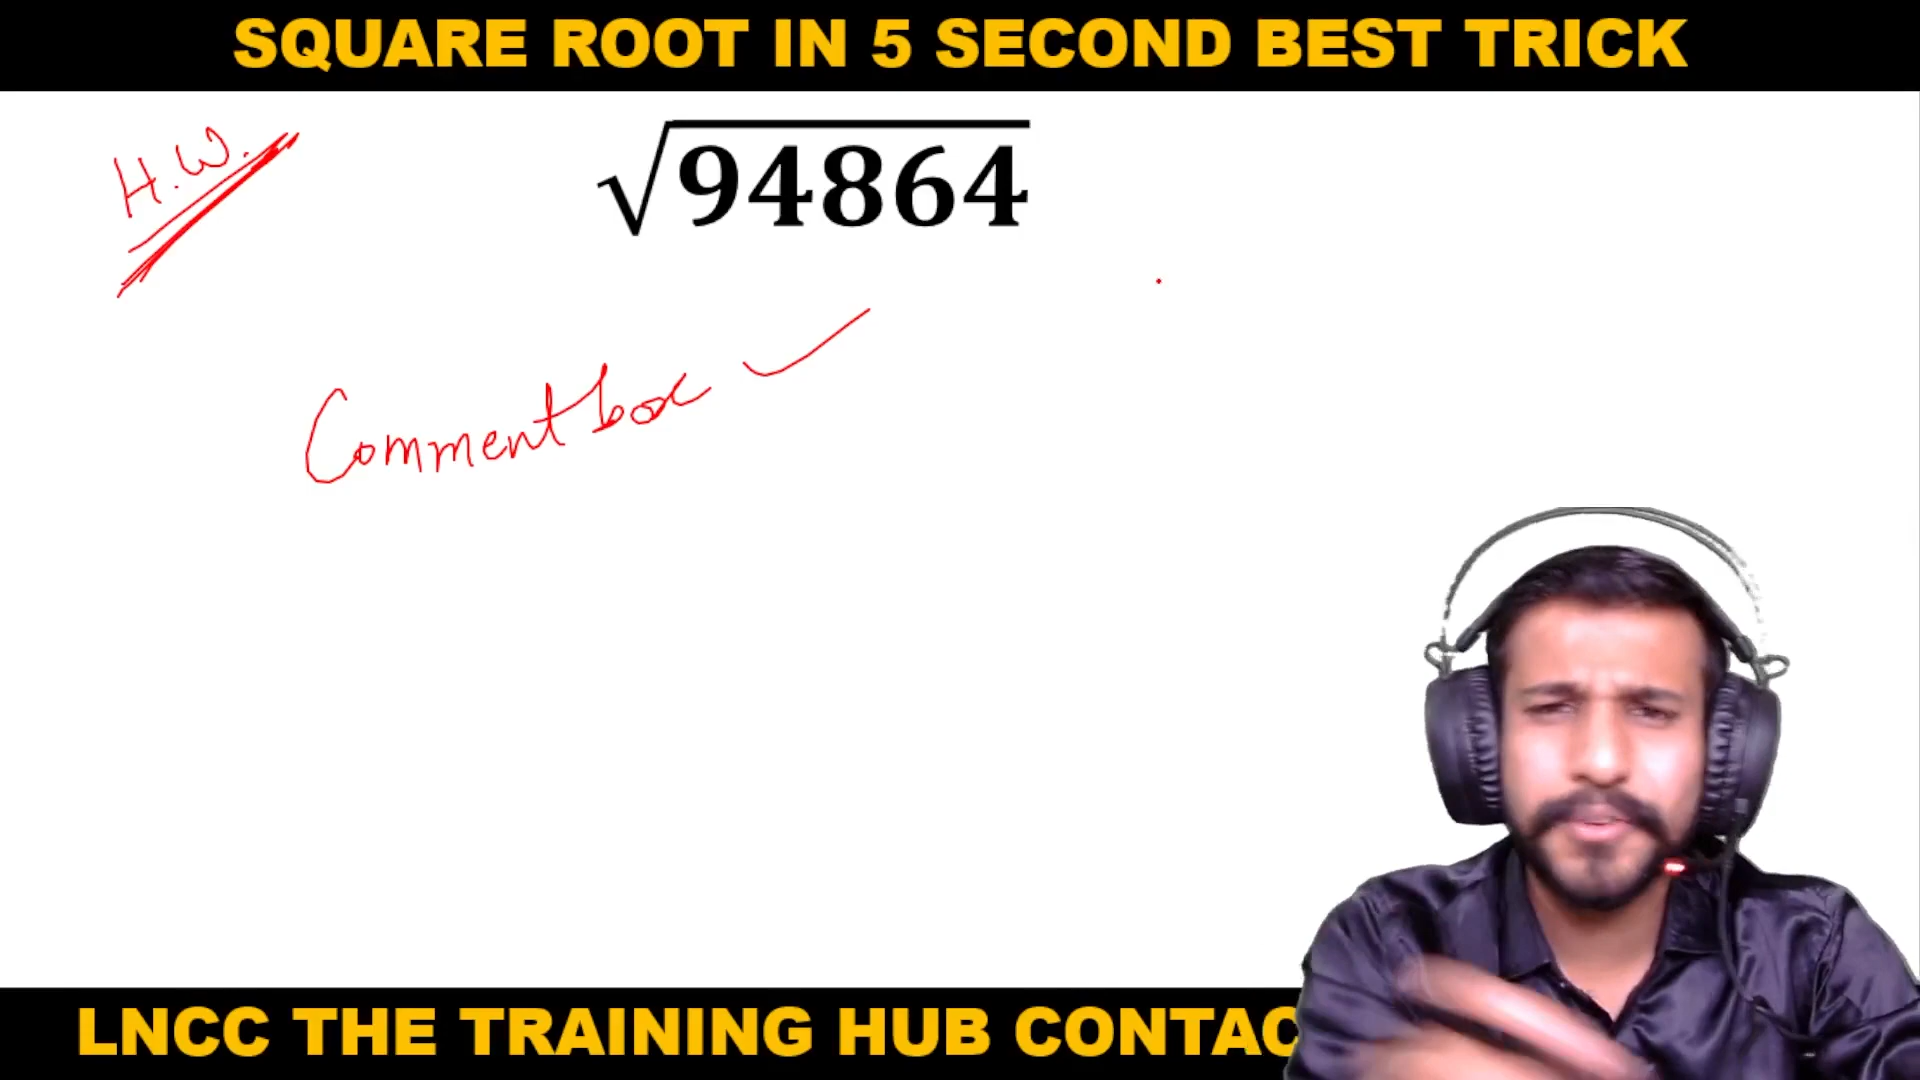 SQUARE ROOT IN 5 SECOND BEST TRICK
H.W.
√94864
Comment box ✓
LNCC THE TRAINING HUB CONTAC